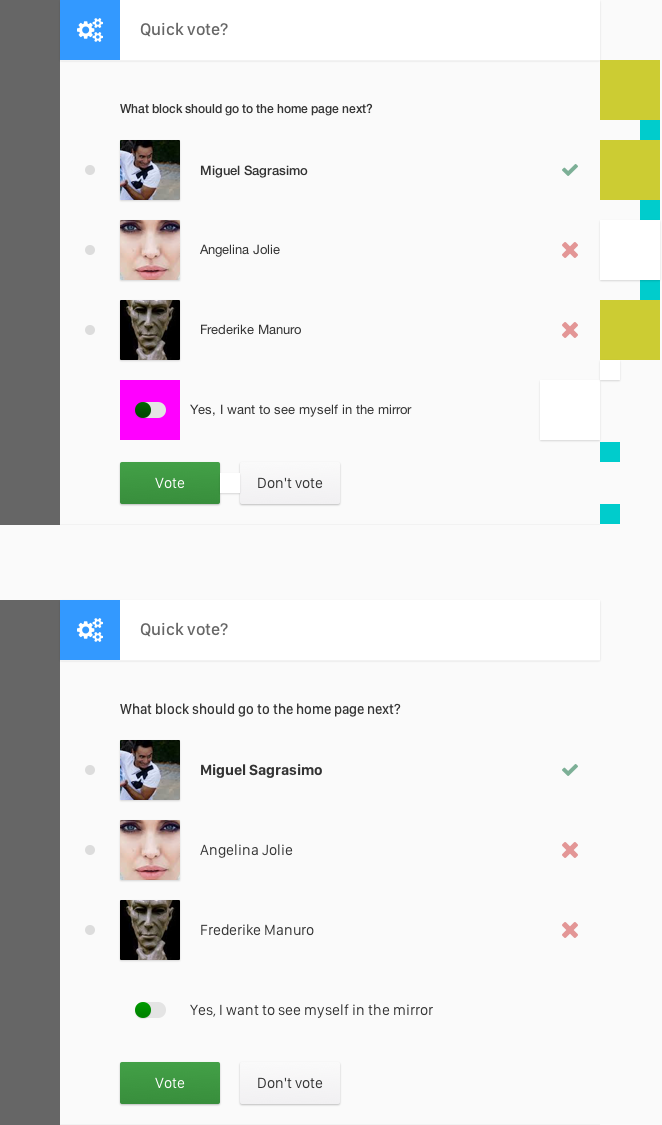 Quick vote?
What block should go to the home page next?
Miguel Sagrasimo
Angelina Jolie
Frederike Manuro
Yes, I want to see myself in the mirror
Vote
Don't vote
Quick vote?
What block should go to the home page next?
Miguel Sagrasimo
Angelina Jolie
Frederike Manuro
Yes, I want to see myself in the mirror
Vote
Don't vote